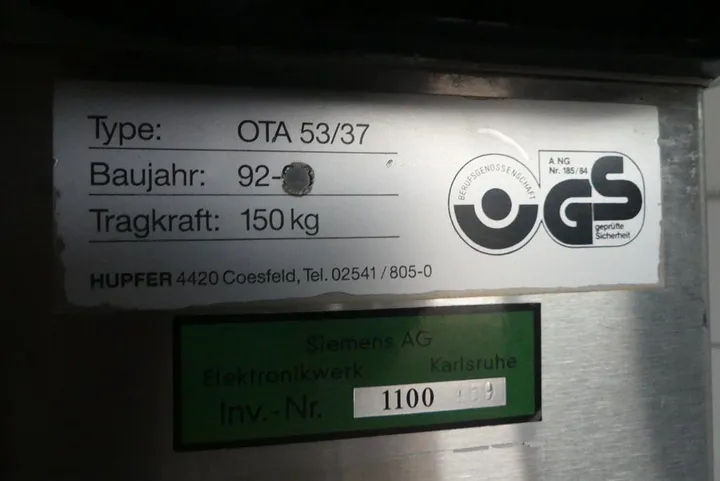 Type: OTA 53/37
Baujahr: 92-
Tragkraft: 150 kg
HUPFER 4420 Coesfeld, Tel. 02541/805-0
BERUFSGENOSSENSCHAFT
A. NG
Nr. 185/84
GS
geprüfte
Sicherheit
Siemens AG
Elektronikwerk Karlsruhe
Inv.-Nr. 1100